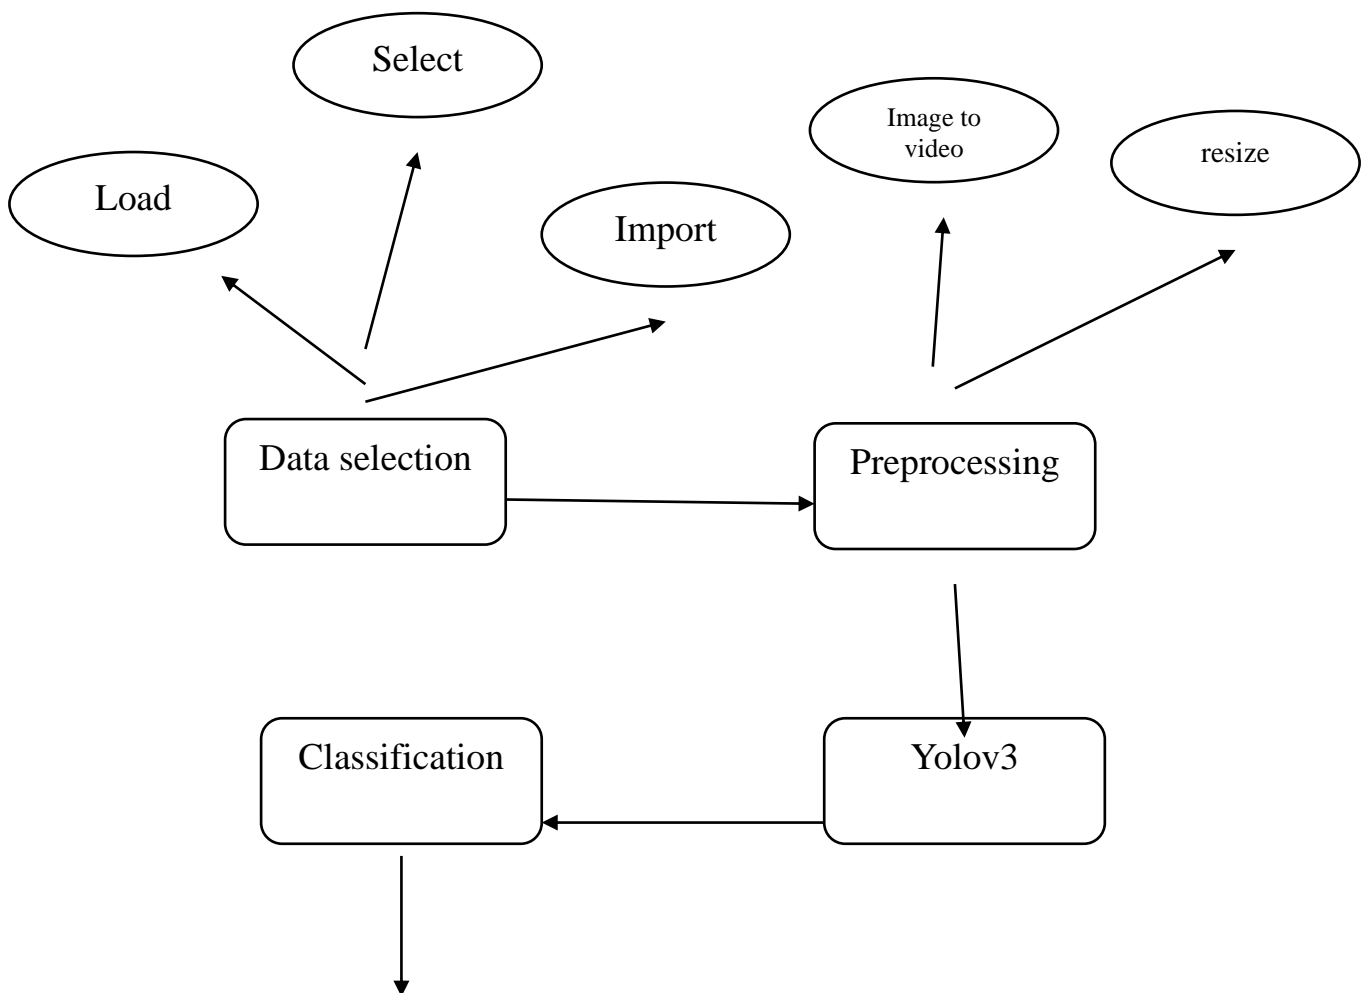 Select
Image to
video
resize
Load
Import
Data selection
Preprocessing
Classification
Yolov3